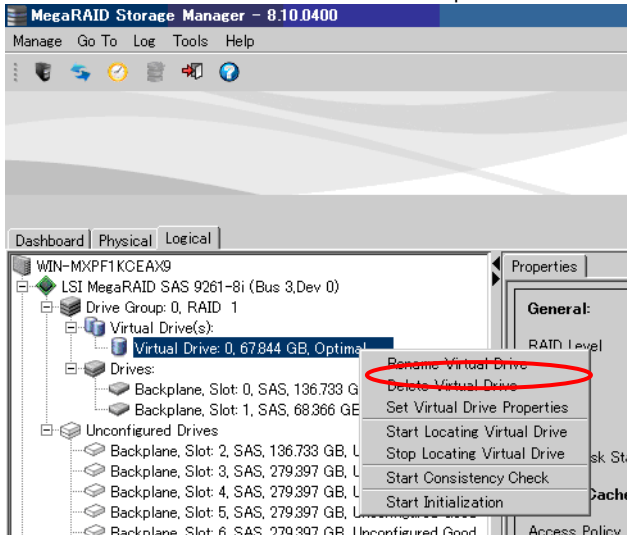 MegaRAID Storage Manager - 8.10.0400
Manage Go To Log Tools Help
Dashboard Physical Logical
WIN-MXPF1KCEAX9
LSI MegaRAID SAS 9261-8i (Bus 3,Dev 0)
Drive Group: 0, RAID 1
Virtual Drive(s):
Virtual Drive: 0, 67.844 GB, Optimal
Drives:
Backplane, Slot: 0, SAS, 136.733 G
Backplane, Slot: 1, SAS, 68.366 GB
Unconfigured Drives
Backplane, Slot: 2, SAS, 136.733 GB, U
Backplane, Slot: 3, SAS, 279.397 GB, U
Backplane, Slot: 4, SAS, 279.397 GB, U
Backplane, Slot: 5, SAS, 279.397 GB, Unconfigured Good
Backplane, Slot: 6, SAS, 279.397 GB, Unconfigured Good
Rename Virtual Drive
Delete Virtual Drive
Set Virtual Drive Properties
Start Locating Virtual Drive
Stop Locating Virtual Drive
Start Consistency Check
Start Initialization
Properties
General:
RAID Level
sk Sta
Cache
Access Policy